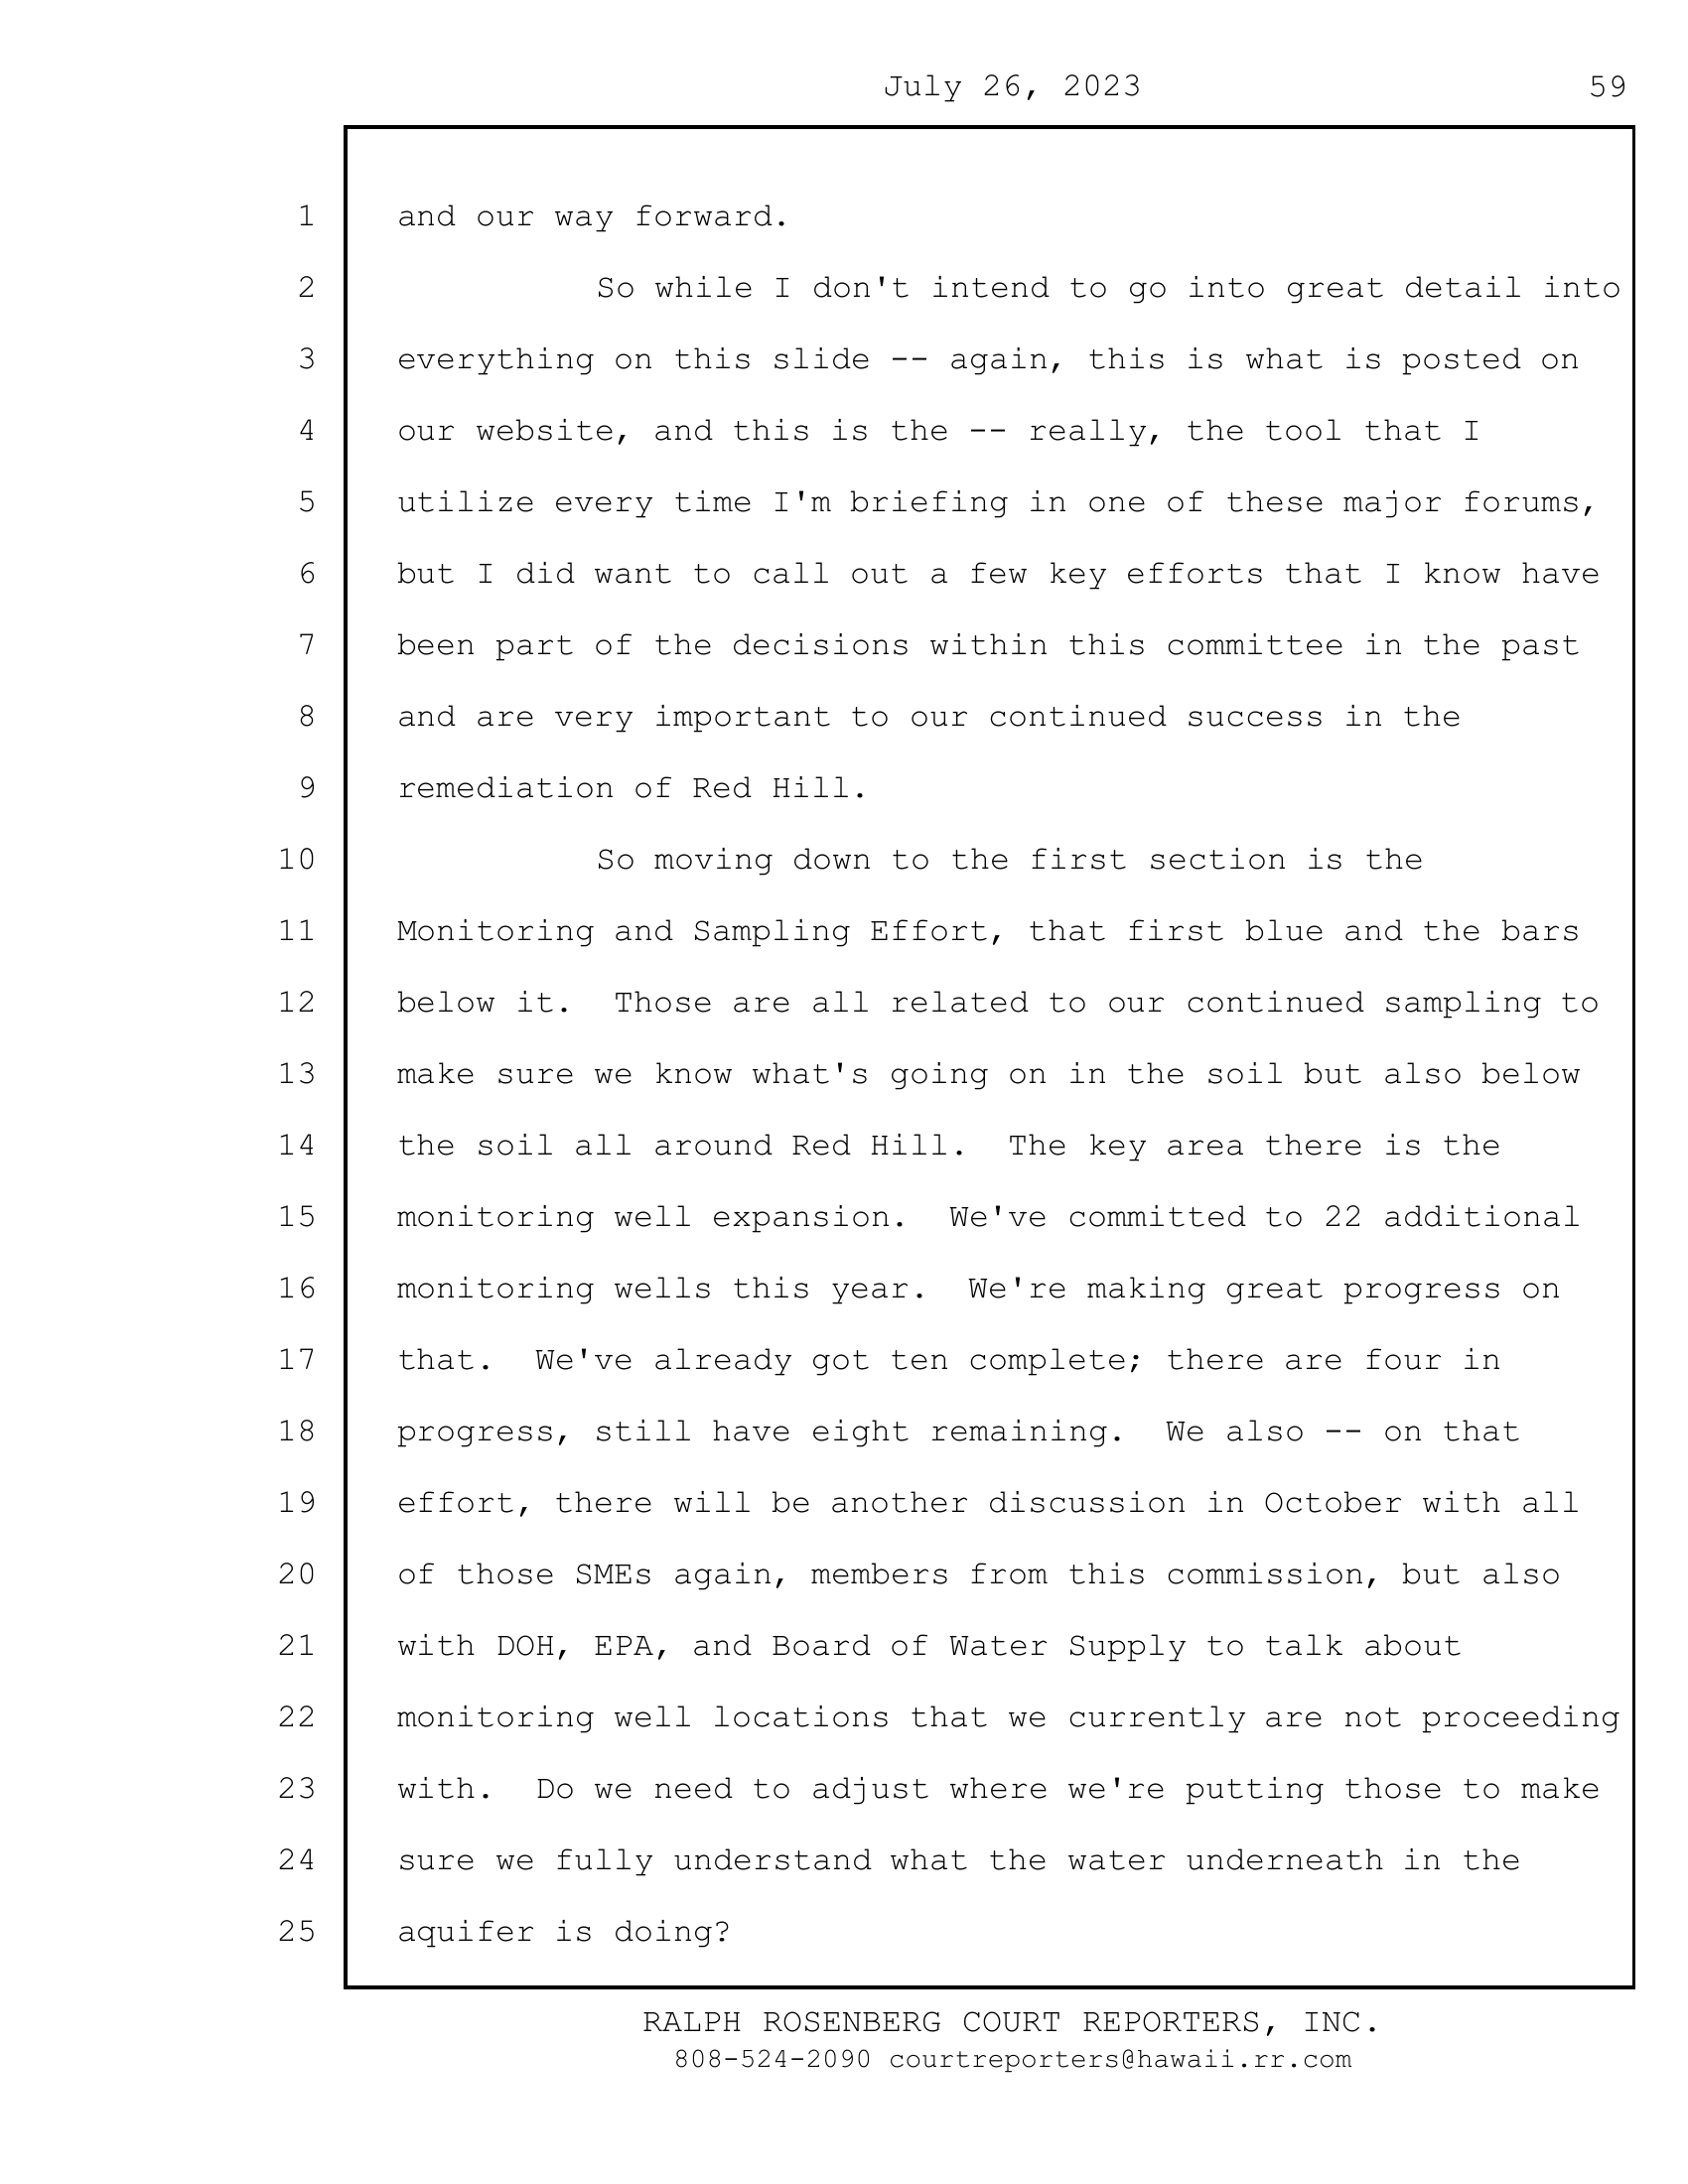 July 26, 2023 59
1 and our way forward.
2 So while I don't intend to go into great detail into
3 everything on this slide -- again, this is what is posted on
4 our website, and this is the -- really, the tool that I
5 utilize every time I'm briefing in one of these major forums,
6 but I did want to call out a few key efforts that I know have
7 been part of the decisions within this committee in the past
8 and are very important to our continued success in the
9 remediation of Red Hill.
10 So moving down to the first section is the
11 Monitoring and Sampling Effort, that first blue and the bars
12 below it.  Those are all related to our continued sampling to
13 make sure we know what's going on in the soil but also below
14 the soil all around Red Hill.  The key area there is the
15 monitoring well expansion.  We've committed to 22 additional
16 monitoring wells this year.  We're making great progress on
17 that.  We've already got ten complete; there are four in
18 progress, still have eight remaining.  We also -- on that
19 effort, there will be another discussion in October with all
20 of those SMEs again, members from this commission, but also
21 with DOH, EPA, and Board of Water Supply to talk about
22 monitoring well locations that we currently are not proceeding
23 with.  Do we need to adjust where we're putting those to make
24 sure we fully understand what the water underneath in the
25 aquifer is doing?
RALPH ROSENBERG COURT REPORTERS, INC.
808-524-2090 courtreporters@hawaii.rr.com